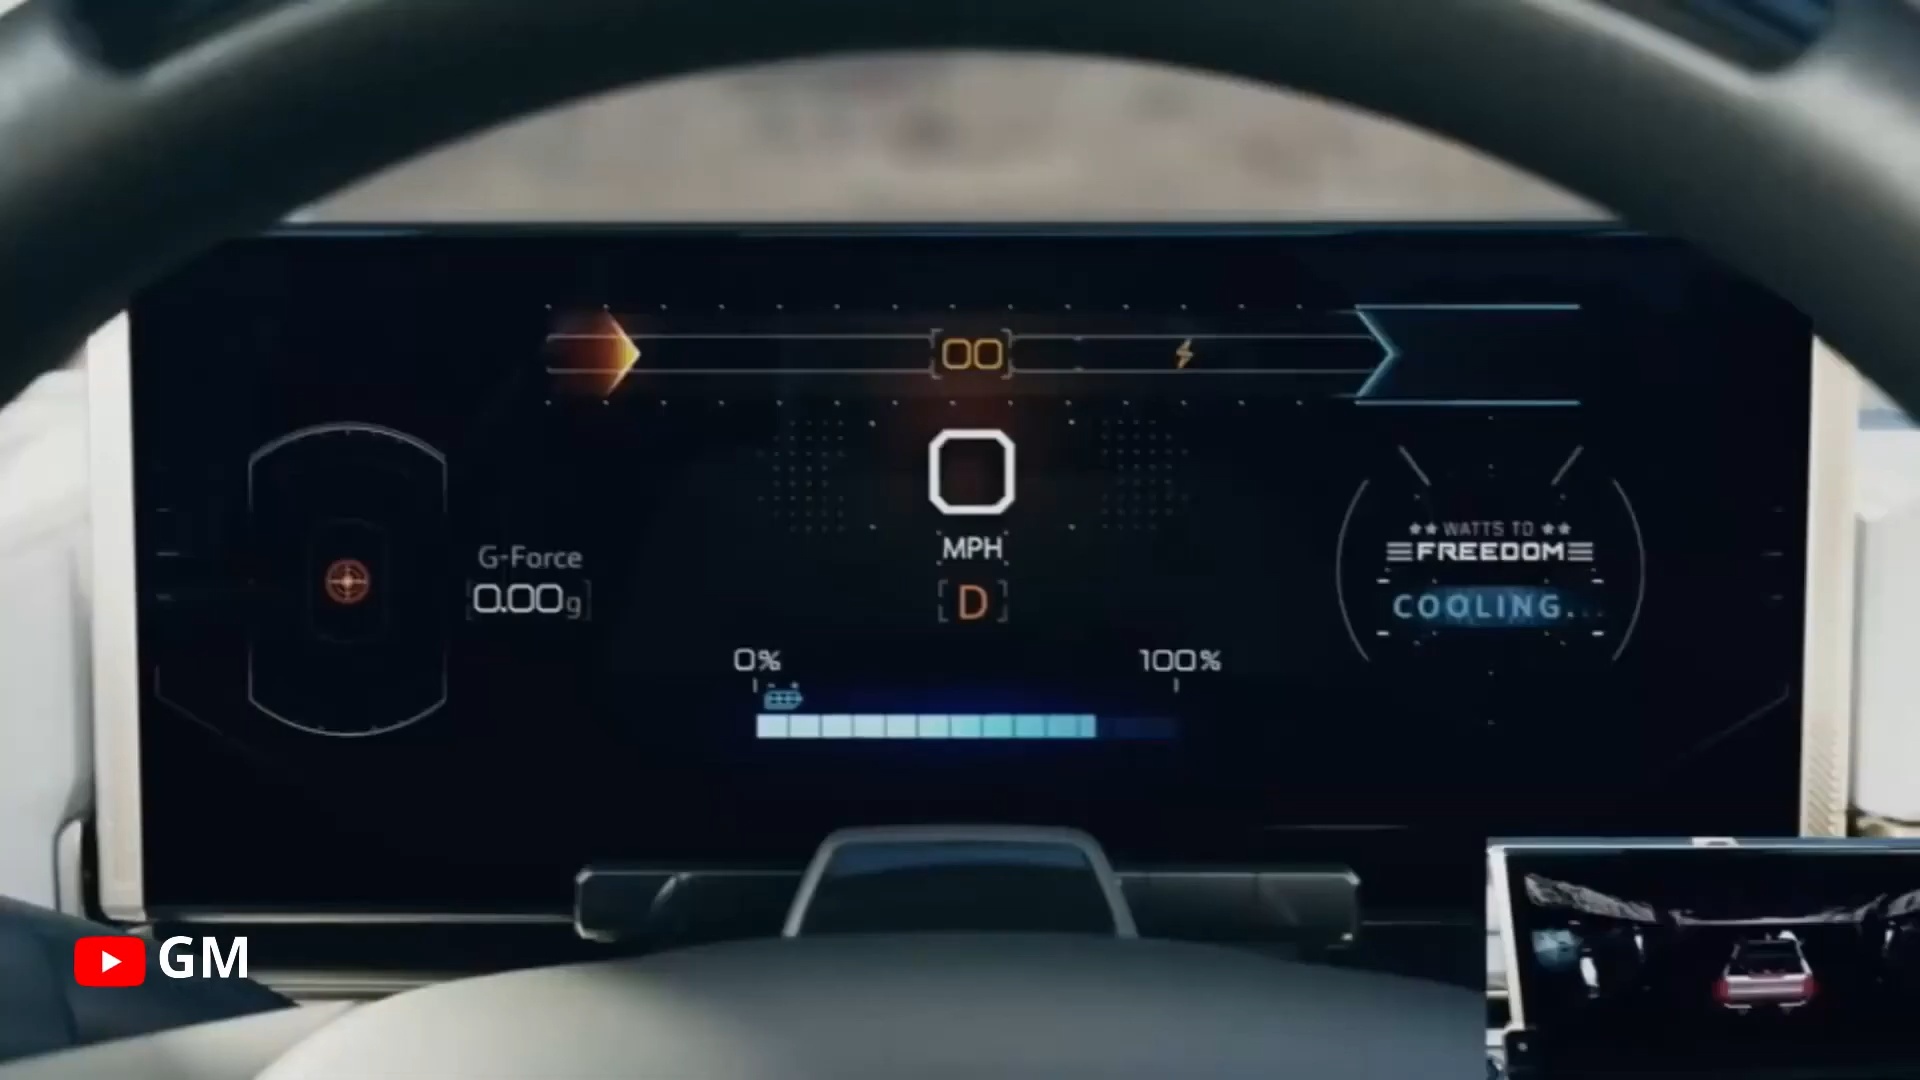 00
0
MPH
D
G-Force
0.00g
0%
100%
WATTS TO
FREEDOM
COOLING...
GM